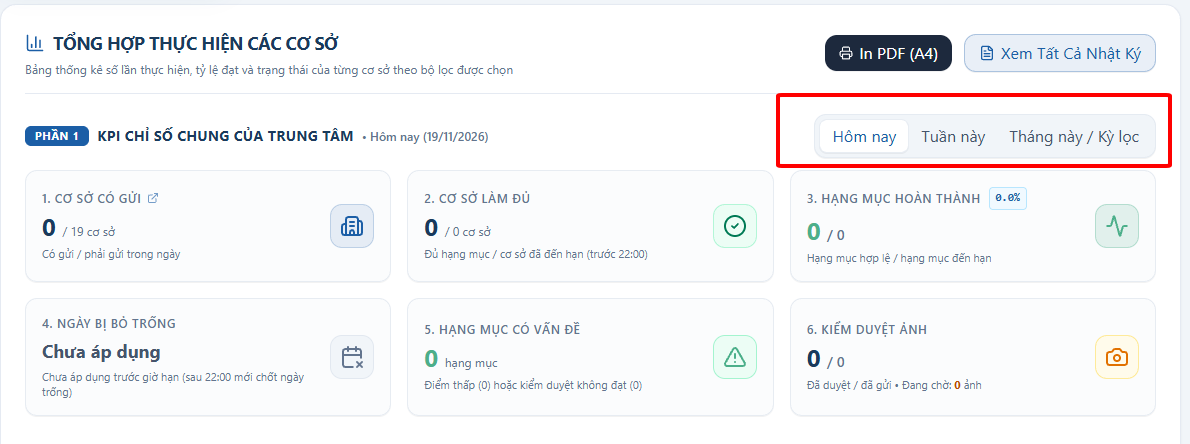 TỔNG HỢP THỰC HIỆN CÁC CƠ SỞ
Bảng thống kê số lần thực hiện, tỷ lệ đạt và trạng thái của từng cơ sở theo bộ lọc được chọn
In PDF (A4)
Xem Tất Cả Nhật Ký
PHẦN 1 KPI CHỈ SỐ CHUNG CỦA TRUNG TÂM • Hôm nay (19/11/2026)
Hôm nay Tuần này Tháng này / Kỳ lọc
1. CƠ SỞ CÓ GỬI
0 / 19 cơ sở
Có gửi / phải gửi trong ngày
2. CƠ SỞ LÀM ĐỦ
0 / 0 cơ sở
Đủ hạng mục / cơ sở đã đến hạn (trước 22:00)
3. HẠNG MỤC HOÀN THÀNH 0.0%
0 / 0
Hạng mục hợp lệ / hạng mục đến hạn
4. NGÀY BỊ BỎ TRỐNG
Chưa áp dụng
Chưa áp dụng trước giờ hạn (sau 22:00 mới chốt ngày
trống)
5. HẠNG MỤC CÓ VẤN ĐỀ
0 hạng mục
Điểm thấp (0) hoặc kiểm duyệt không đạt (0)
6. KIỂM DUYỆT ẢNH
0 / 0
Đã duyệt / đã gửi • Đang chờ: 0 ảnh